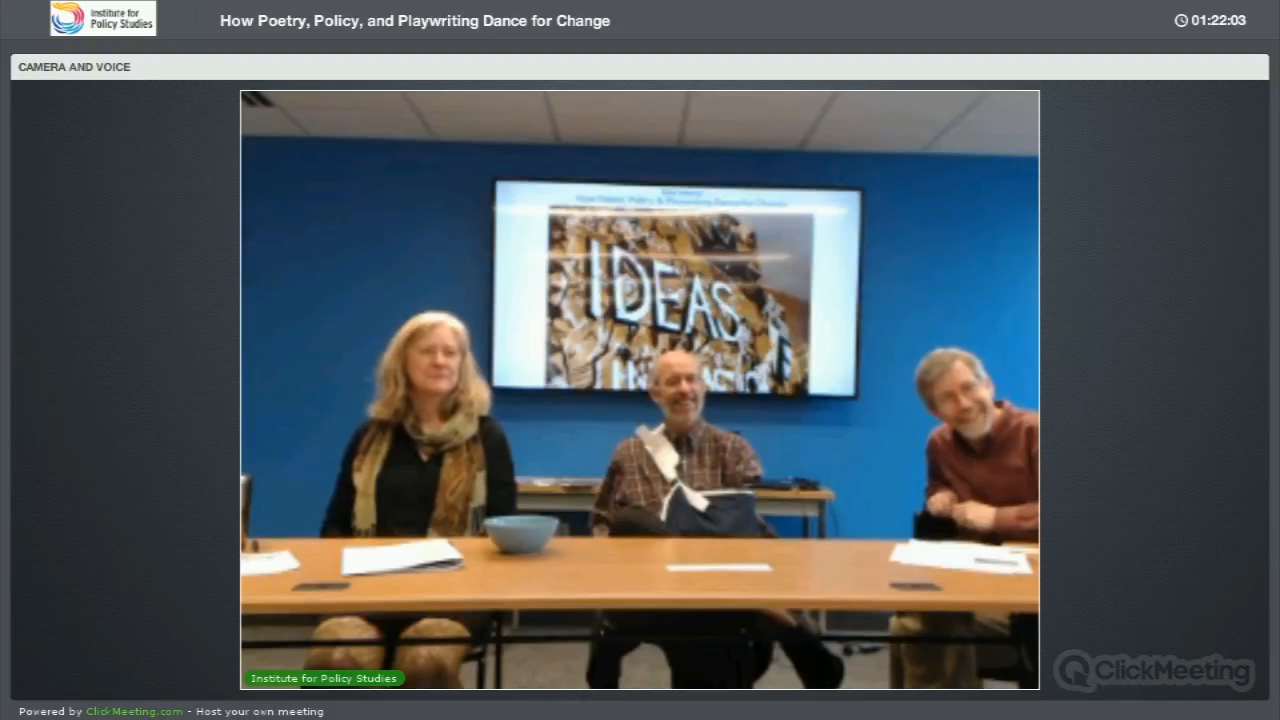 Institute for
Policy Studies
How Poetry, Policy, and Playwriting Dance for Change
01:22:03
CAMERA AND VOICE
IDEAS
Institute for Policy Studies
ClickMeeting
Powered by ClickMeeting.com - Host your own meeting